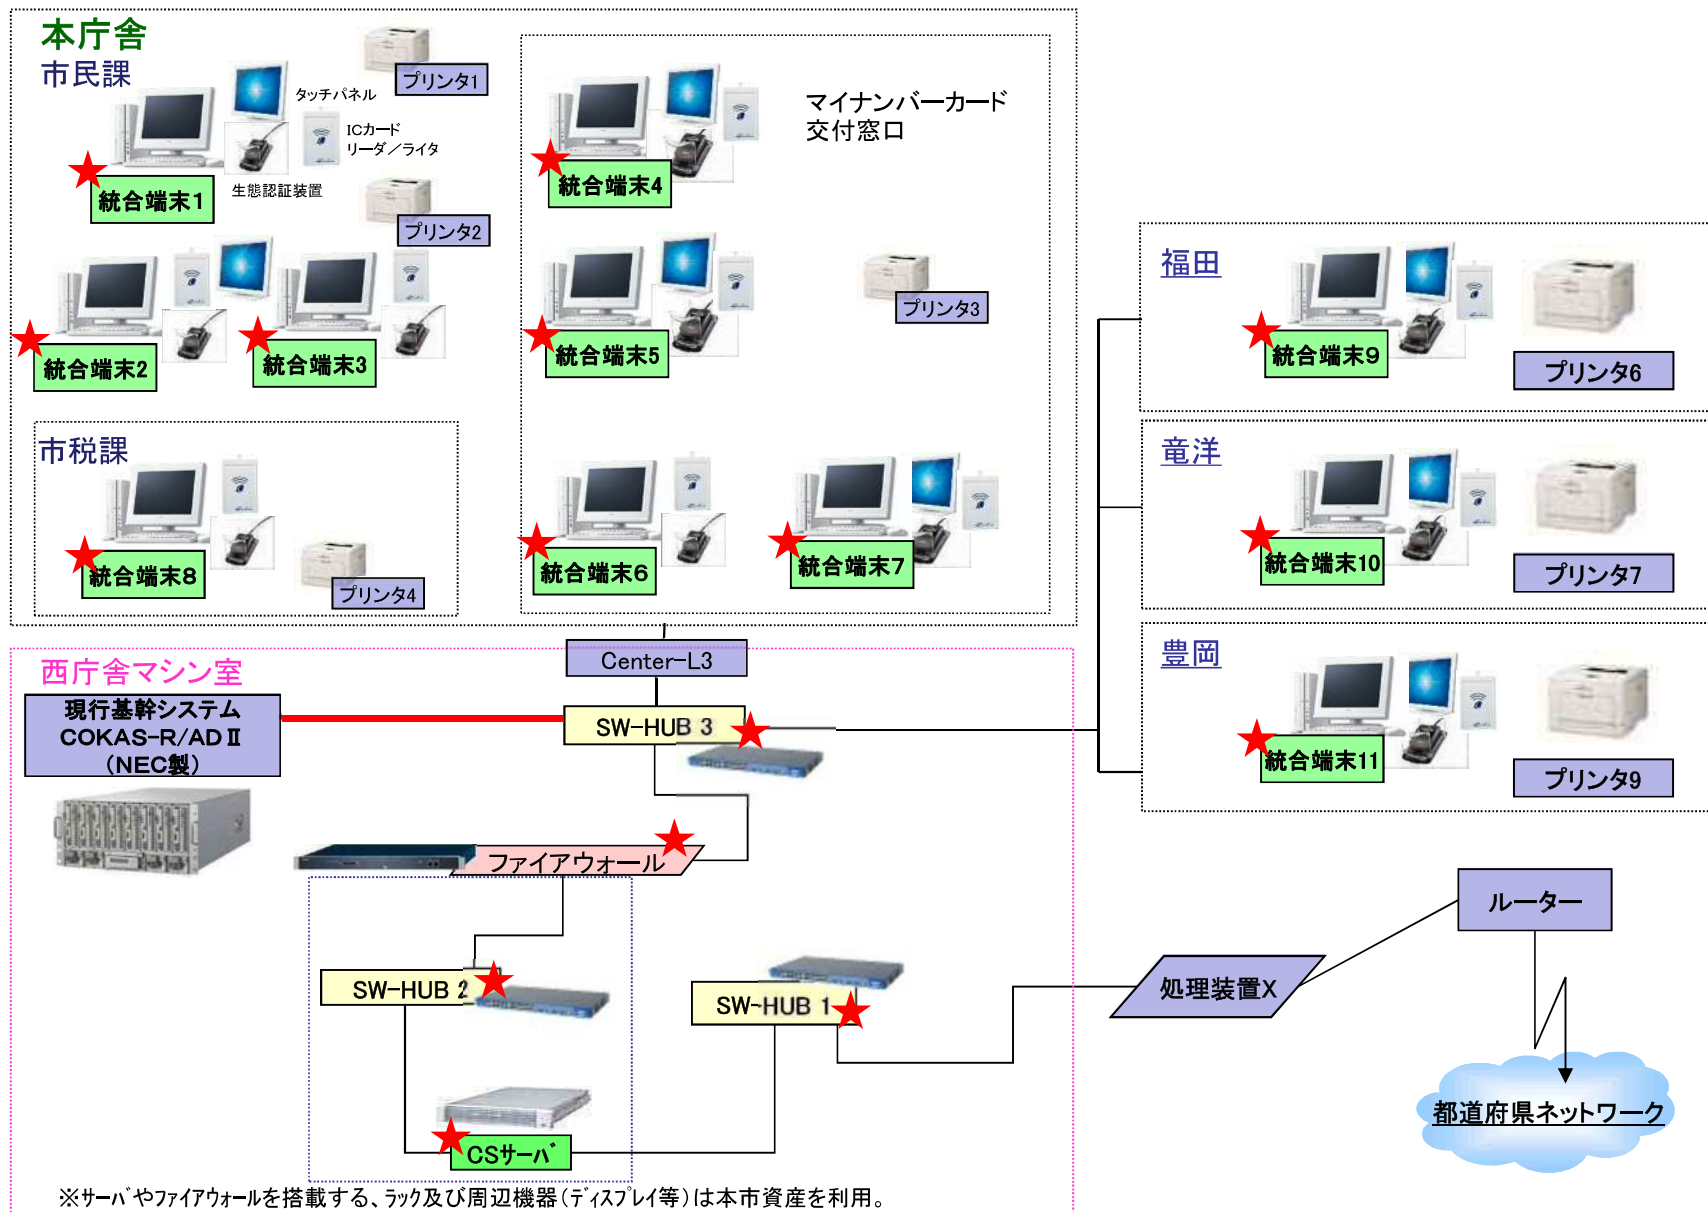 本庁舎
市民課
プリンタ1
タッチパネル
ICカード
リーダ／ライタ
生態認証装置
統合端末1
プリンタ2
統合端末2
統合端末3
市税課
統合端末8
プリンタ4
マイナンバーカード
交付窓口
統合端末4
統合端末5
プリンタ3
統合端末6
統合端末7
福田
統合端末9
プリンタ6
竜洋
統合端末10
プリンタ7
豊岡
統合端末11
プリンタ9
西庁舎マシン室
Center-L3
現行基幹システム
COKAS-R/ADⅡ
(NEC製)
SW-HUB 3
ファイアウォール
SW-HUB 2
SW-HUB 1
CSサーバ
処理装置X
ルーター
都道府県ネットワーク
※サーバやファイアウォールを搭載する、ラック及び周辺機器(ディスプレイ等)は本市資産を利用。